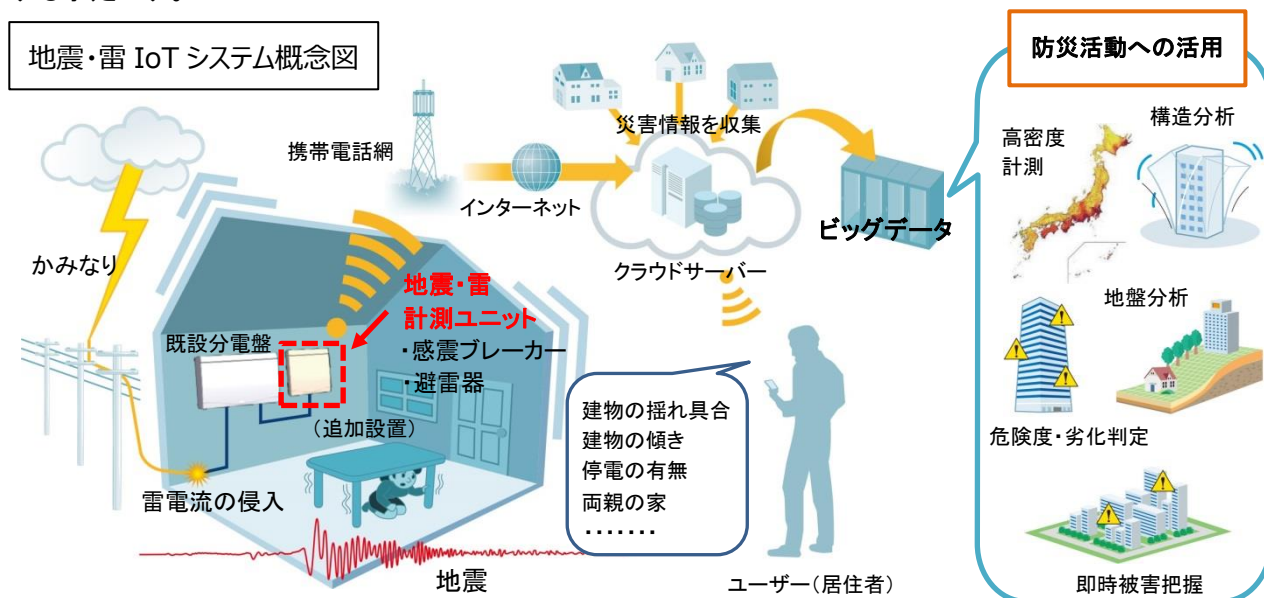 地震・雷 IoT システム概念図
防災活動への活用
災害情報を収集
携帯電話網
インターネット
クラウドサーバー
ビッグデータ
かみなり
既設分電盤
地震・雷
計測ユニット
・感震ブレーカー
・避雷器
（追加設置）
雷電流の侵入
地震
建物の揺れ具合
建物の傾き
停電の有無
両親の家
・・・・・・・
ユーザー（居住者）
高密度
計測
構造分析
地盤分析
危険度・劣化判定
即時被害把握